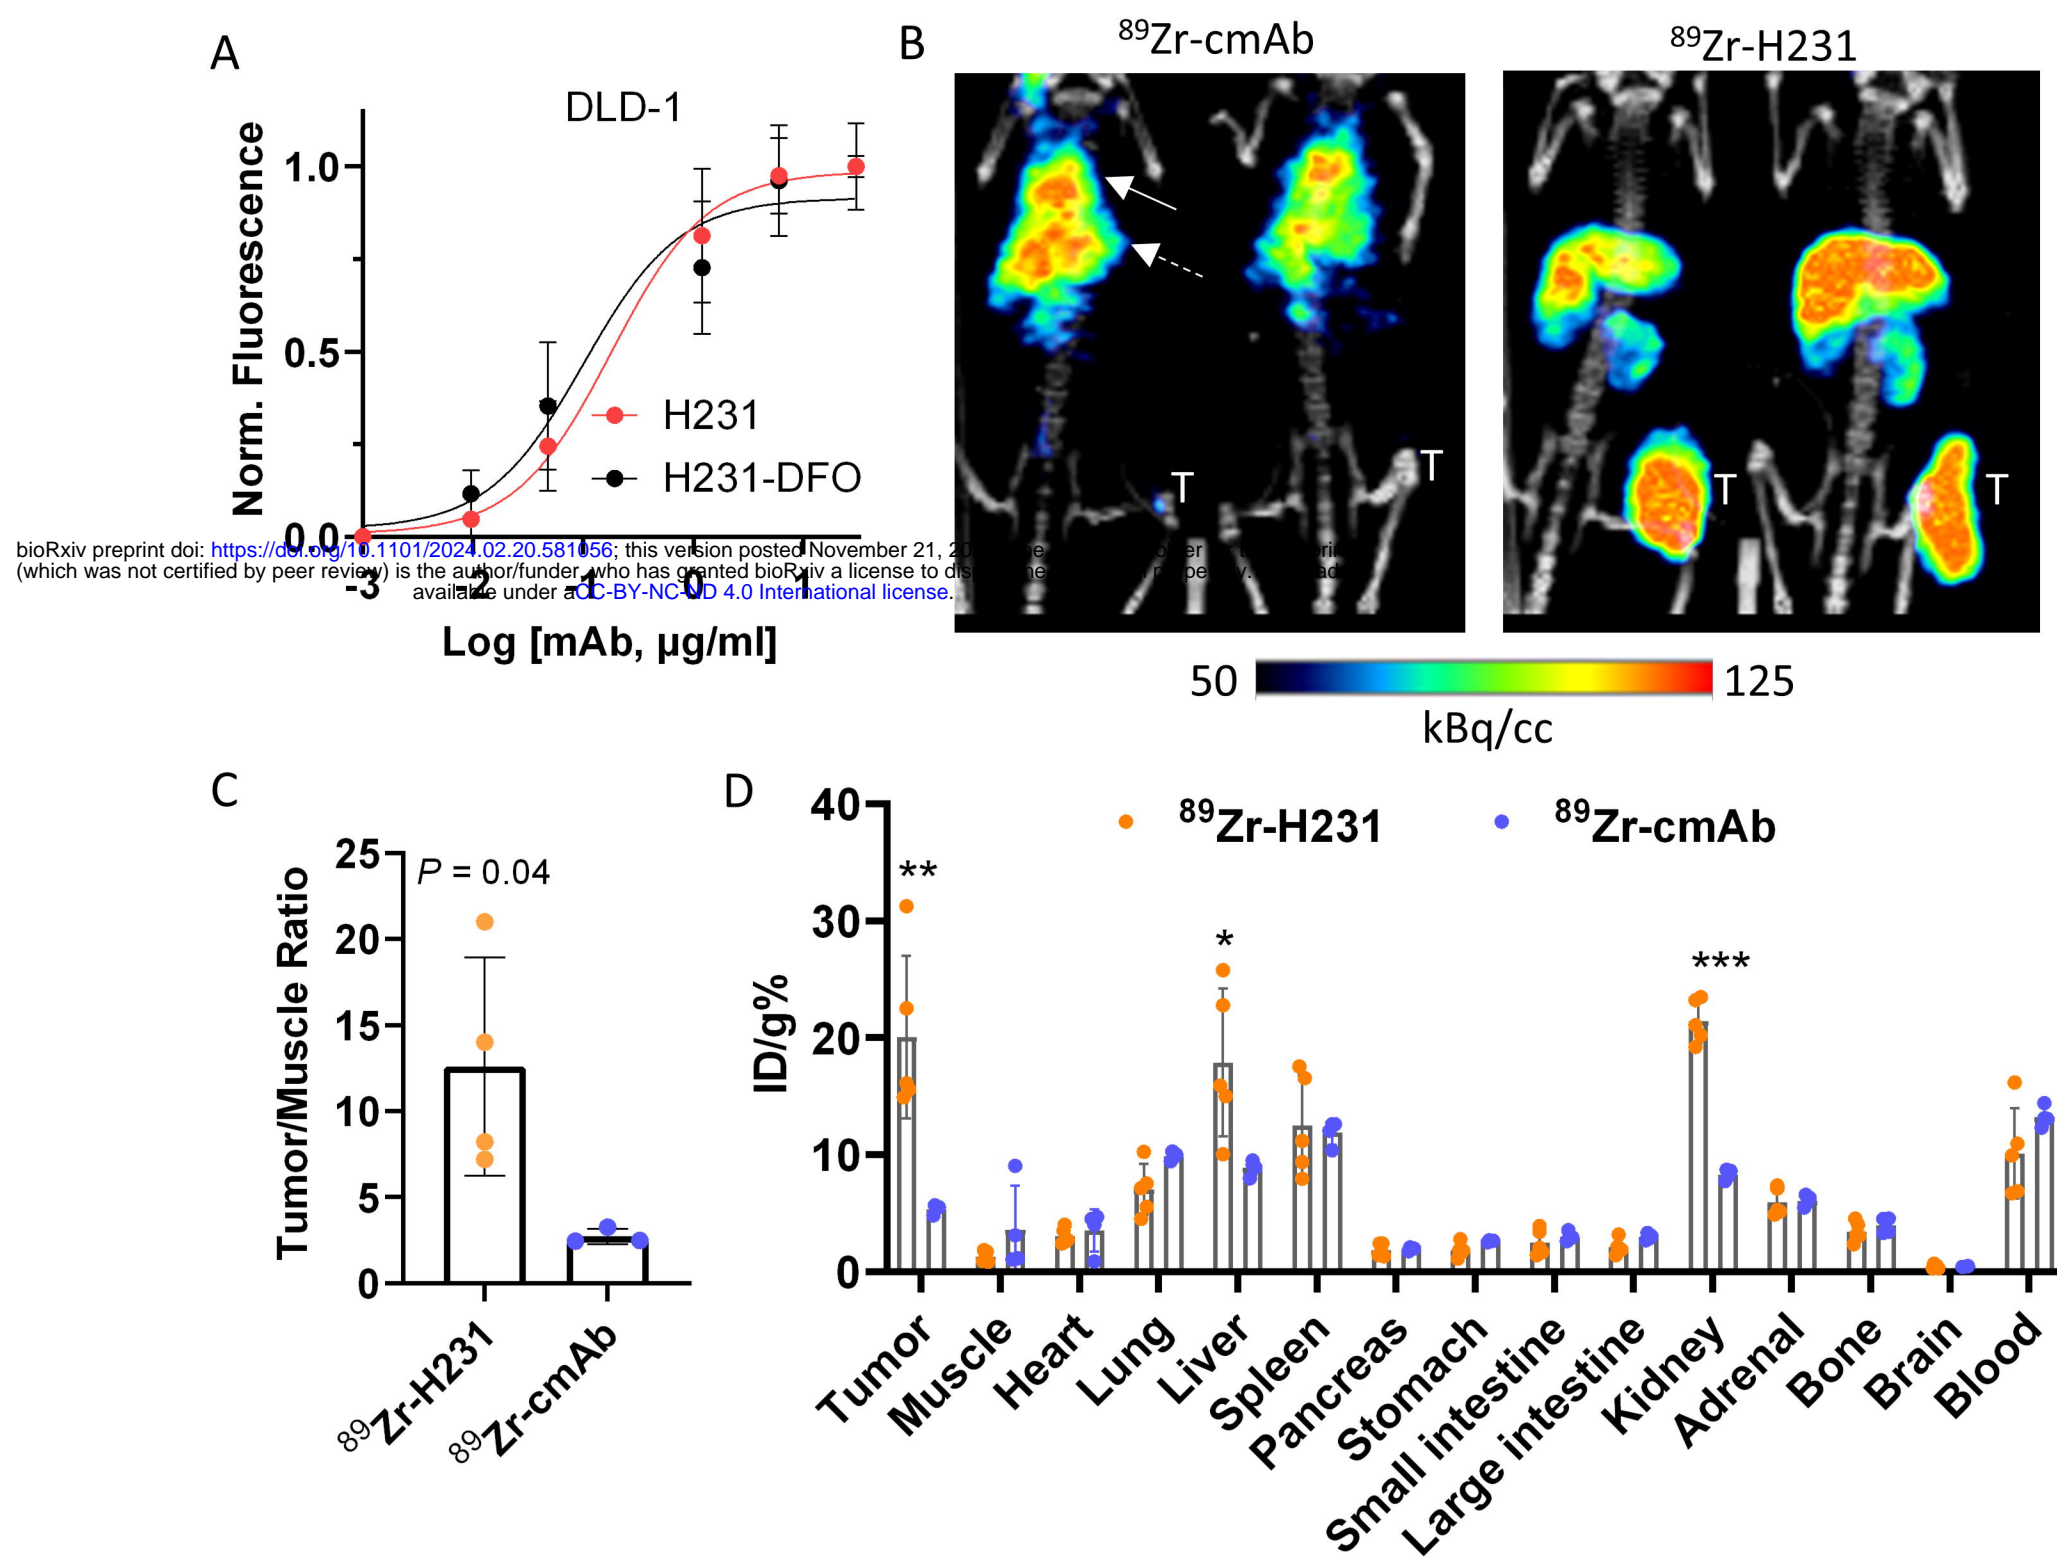 A
DLD-1
Norm. Fluorescence
1.0
0.5
0.0
H231
H231-DFO
-3 -2 -1 0 1
Log [mAb, µg/ml]
bioRxiv preprint doi: https://doi.org/10.1101/2024.02.20.581056; this version posted November 21, 20
(which was not certified by peer review) is the author/funder, who has granted bioRxiv a license to dis
available under aCC-BY-NC-ND 4.0 International license.
B
89Zr-cmAb
89Zr-H231
T T
T T
50 125
kBq/cc
C
Tumor/Muscle Ratio
25
20
15
10
5
0
P = 0.04
89Zr-H231
89Zr-cmAb
D
89Zr-H231
89Zr-cmAb
ID/g%
40
30
20
10
0
**
*
***
Tumor
Muscle
Heart
Lung
Liver
Spleen
Pancreas
Stomach
Small intestine
Large intestine
Kidney
Adrenal
Bone
Brain
Blood